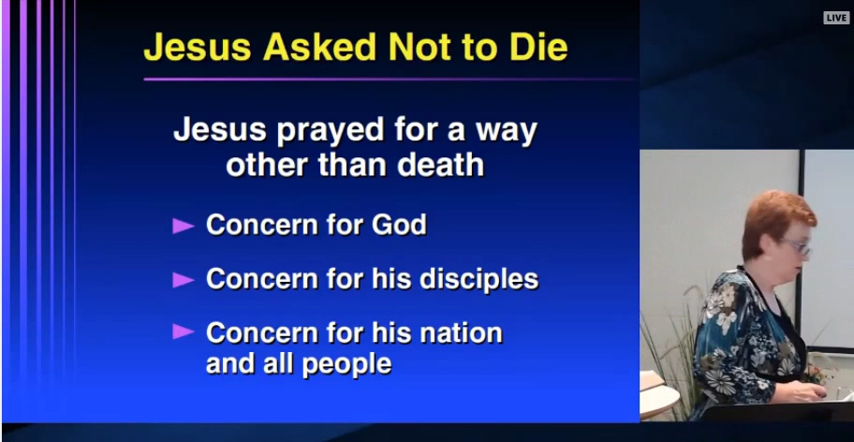 LIVE
Jesus Asked Not to Die
Jesus prayed for a way
other than death
Concern for God
Concern for his disciples
Concern for his nation
and all people